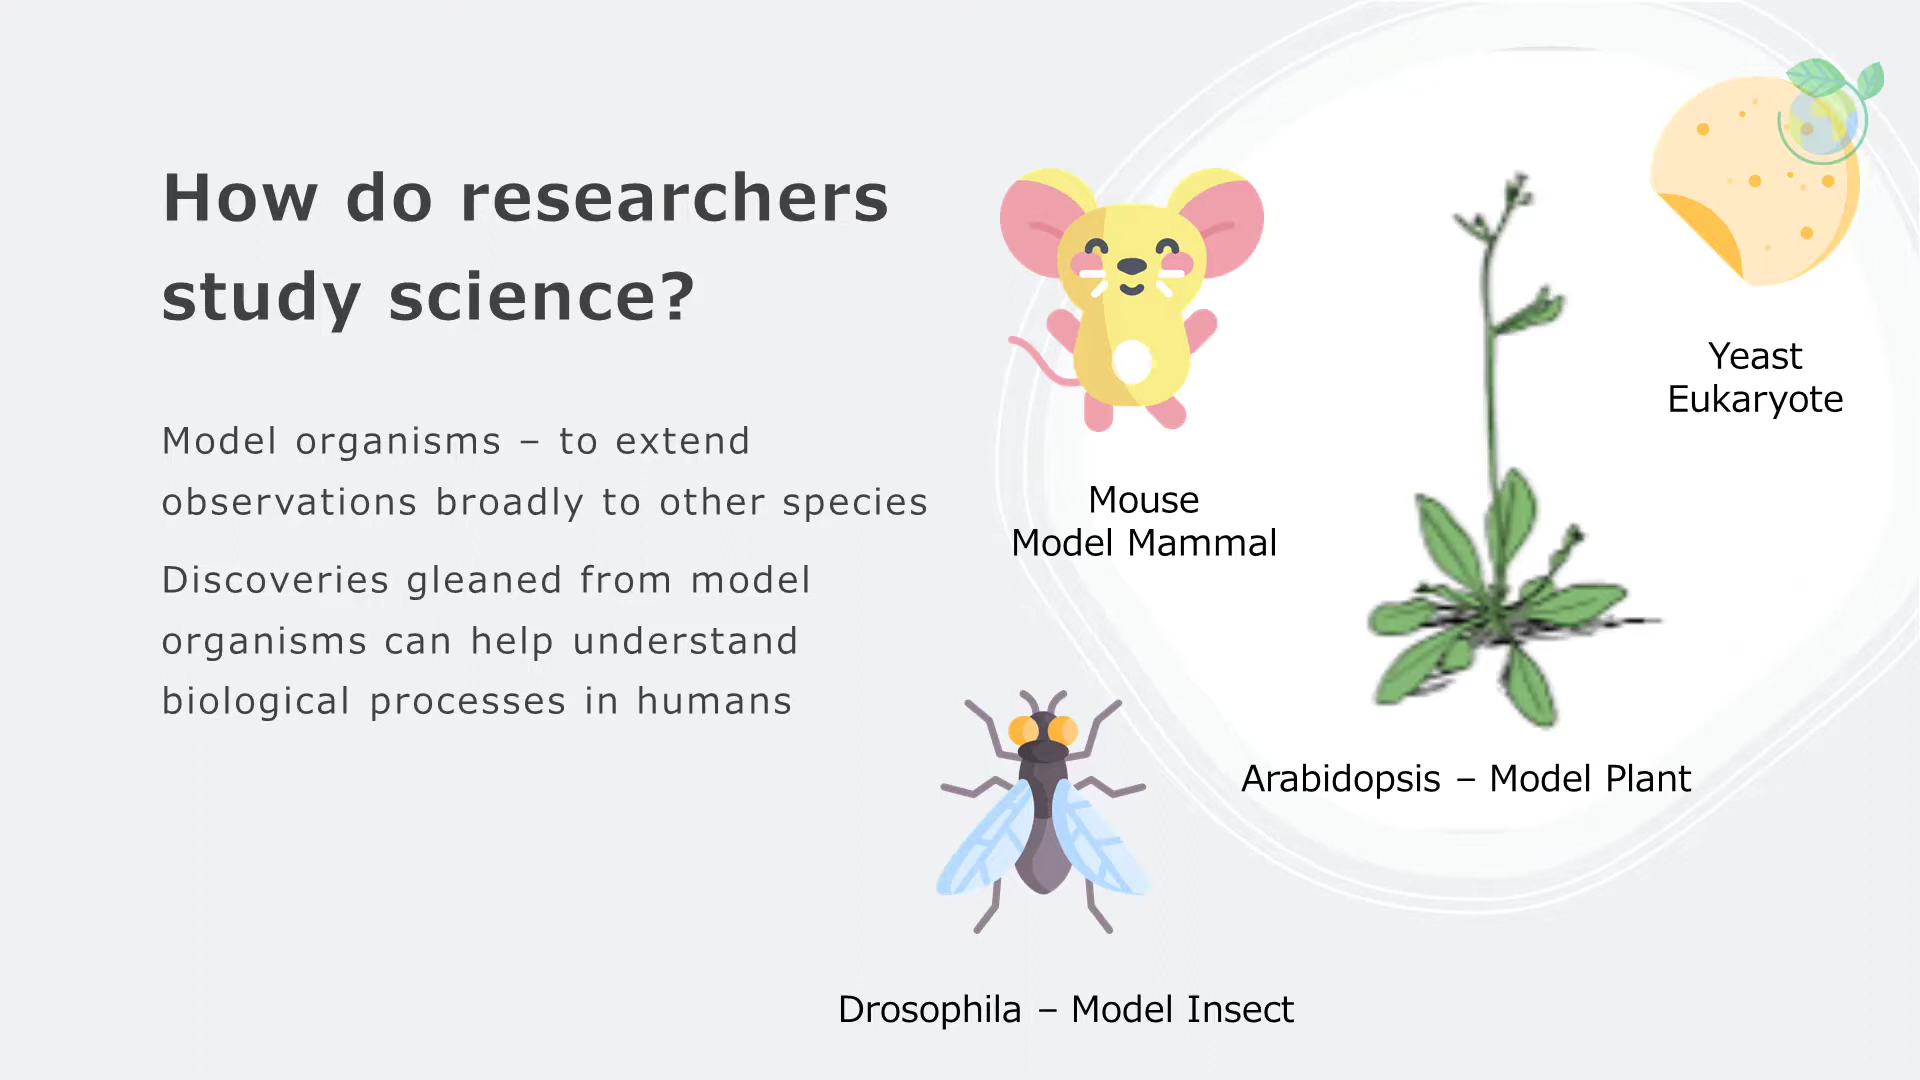 How do researchers
study science?
Model organisms – to extend
observations broadly to other species
Discoveries gleaned from model
organisms can help understand
biological processes in humans
Mouse
Model Mammal
Yeast
Eukaryote
Arabidopsis – Model Plant
Drosophila – Model Insect